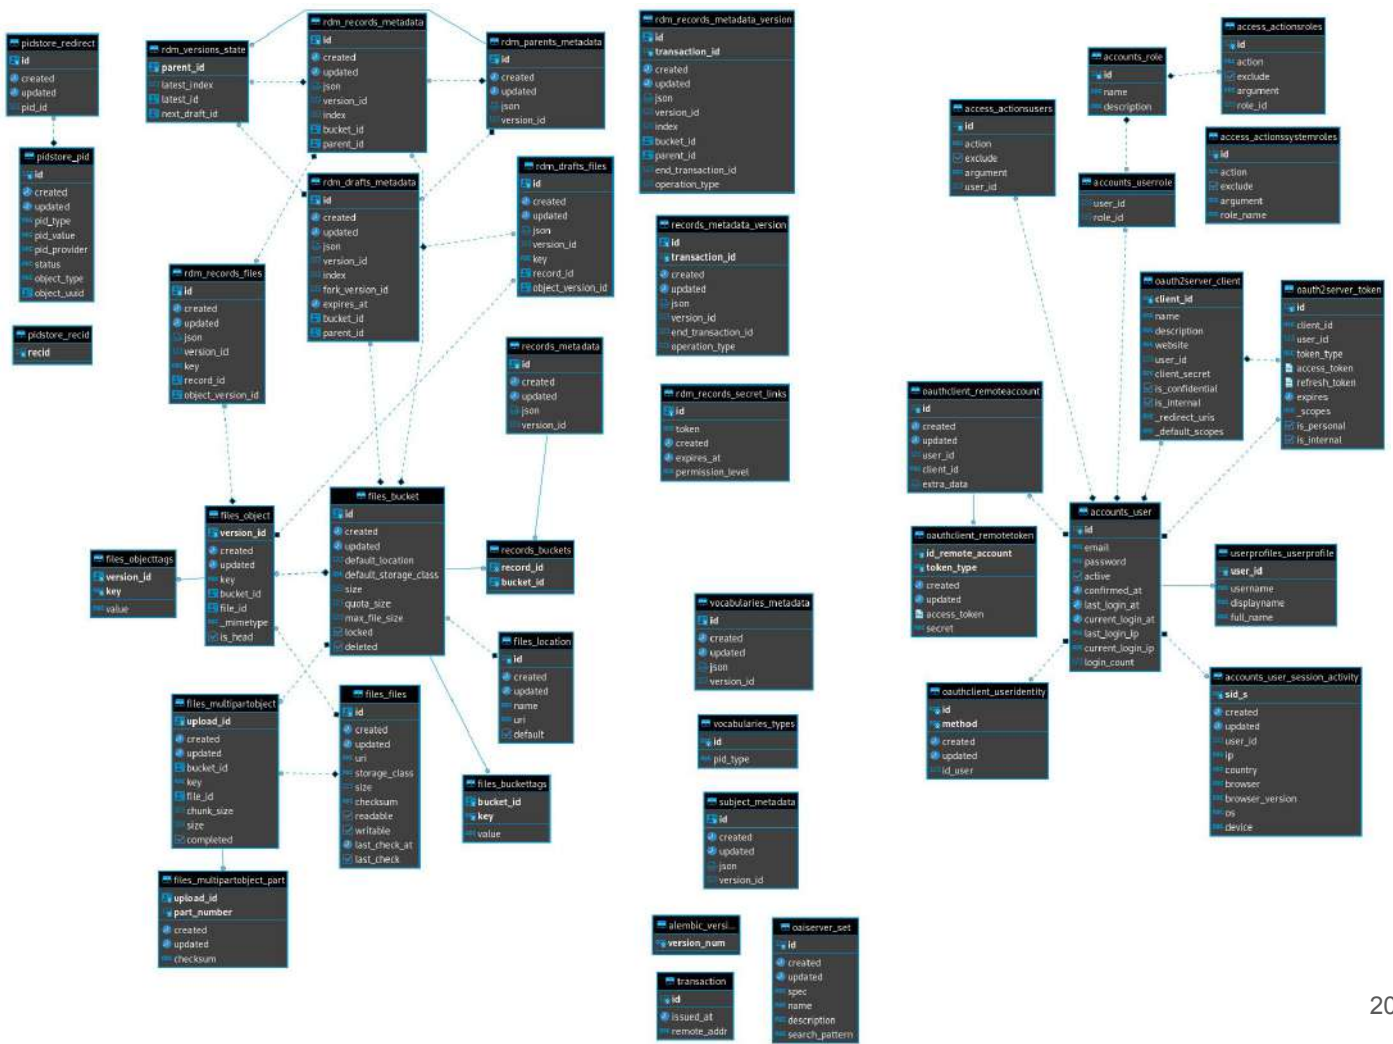 pidstore_redirect
id
created
updated
pid_id
pidstore_pid
id
created
updated
pid_type
pid_value
pid_provider
status
object_type
object_uuid
pidstore_recid
recid
rdm_versions_state
parent_id
latest_index
latest_id
next_draft_id
rdm_records_metadata
id
created
updated
json
version_id
index
bucket_id
parent_id
rdm_parents_metadata
id
created
updated
json
version_id
rdm_drafts_metadata
id
created
updated
json
version_id
index
fork_version_id
expires_at
bucket_id
parent_id
rdm_drafts_files
id
created
updated
json
version_id
key
record_id
object_version_id
rdm_records_files
id
created
updated
json
version_id
key
record_id
object_version_id
records_metadata
id
created
updated
json
version_id
files_object
version_id
created
updated
key
bucket_id
file_id
_mimetype
is_head
files_objecttags
version_id
key
value
files_bucket
id
created
updated
default_location
default_storage_class
size
quota_size
max_file_size
locked
deleted
records_buckets
record_id
bucket_id
files_location
id
created
updated
name
uri
default
files_multipartobject
upload_id
created
updated
bucket_id
key
file_id
chunk_size
size
completed
files_files
id
created
updated
uri
storage_class
size
checksum
readable
writable
last_check_at
last_check
files_buckettags
bucket_id
key
value
files_multipartobject_part
upload_id
part_number
created
updated
checksum
rdm_records_metadata_version
id
transaction_id
created
updated
json
version_id
index
bucket_id
parent_id
end_transaction_id
operation_type
records_metadata_version
id
transaction_id
created
updated
json
version_id
end_transaction_id
operation_type
rdm_records_secret_links
id
token
created
expires_at
permission_level
vocabularies_metadata
id
created
updated
json
version_id
vocabularies_types
id
pid_type
subject_metadata
id
created
updated
json
version_id
alembic_versi...
version_num
transaction
id
issued_at
remote_addr
oaiserver_set
id
created
updated
spec
name
description
search_pattern
access_actionsusers
id
action
exclude
argument
user_id
accounts_role
id
name
description
access_actionsroles
id
action
exclude
argument
role_id
access_actionssystemroles
id
action
exclude
argument
role_name
accounts_userrole
user_id
role_id
oauth2server_client
client_id
name
description
website
user_id
client_secret
is_confidential
is_internal
_redirect_uris
_default_scopes
oauth2server_token
id
client_id
user_id
token_type
access_token
refresh_token
expires
_scopes
is_personal
is_internal
oauthclient_remoteaccount
id
created
updated
user_id
client_id
extra_data
oauthclient_remotetoken
id_remote_account
token_type
created
updated
access_token
secret
accounts_user
id
email
password
active
confirmed_at
last_login_at
current_login_at
last_login_ip
current_login_ip
login_count
userprofiles_userprofile
user_id
username
displayname
full_name
oauthclient_useridentity
id
method
created
updated
id_user
accounts_user_session_activity
sid_s
created
updated
user_id
ip
country
browser
browser_version
os
device
20